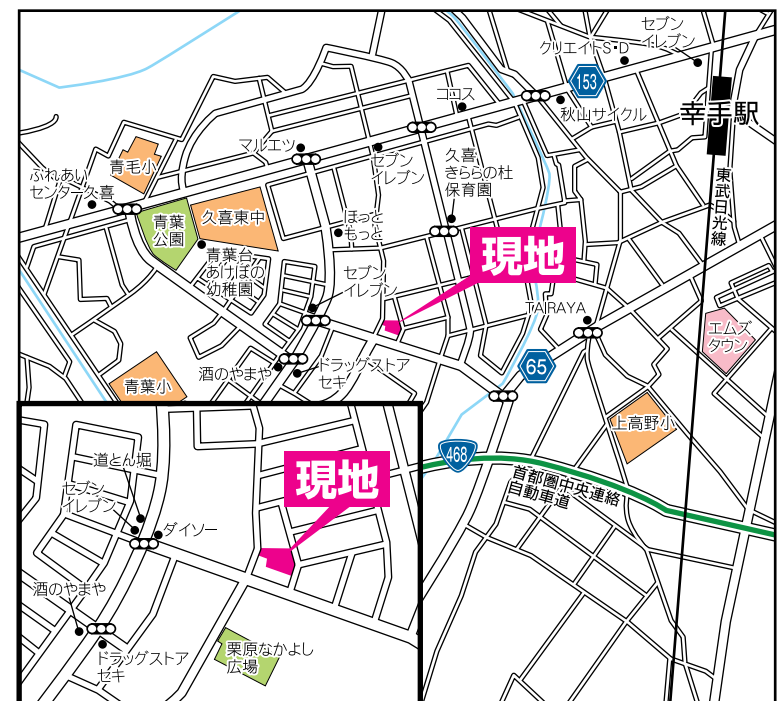 セブン
イレブン
クリエイトS・D
153
ココス
秋山サイクル
幸手駅
東武日光線
マルエツ
セブン
イレブン
久喜
きららの杜
保育園
青毛小
ふれあい
センター久喜
青葉
公園
久喜東中
ほっと
もっと
青葉台
あけぼの
幼稚園
セブン
イレブン
現地
TAIRAYA
エムズ
タウン
65
酒のやまや
ドラッグストア
セキ
青葉小
上高野小
468
首都圏中央連絡
自動車道
道とん堀
セブン
イレブン
ダイソー
現地
酒のやまや
ドラッグストア
セキ
栗原なかよし
広場